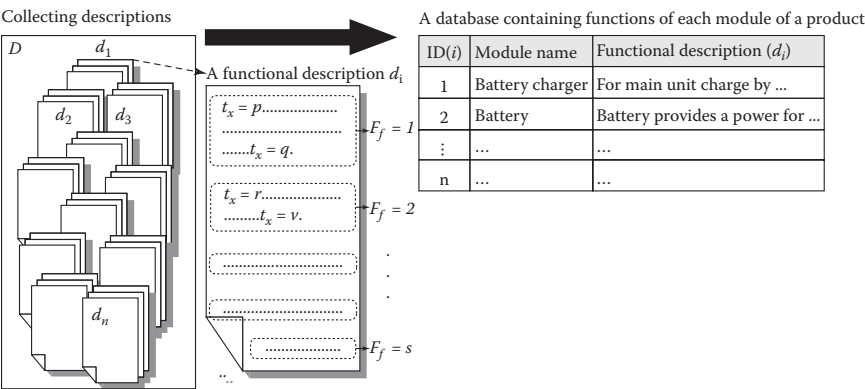 Collecting descriptions
D
d1
d2
d3
dn
A functional description di
tx = p....................
..............................
.......tx = q.
Ff = 1
tx = r....................
.........tx = v.
Ff = 2
..............................
..............................
...................
Ff = s
A database containing functions of each module of a product
ID(i) Module name Functional description (di)
1 Battery charger For main unit charge by ...
2 Battery Battery provides a power for ...
⋮ ... ...
n ... ...